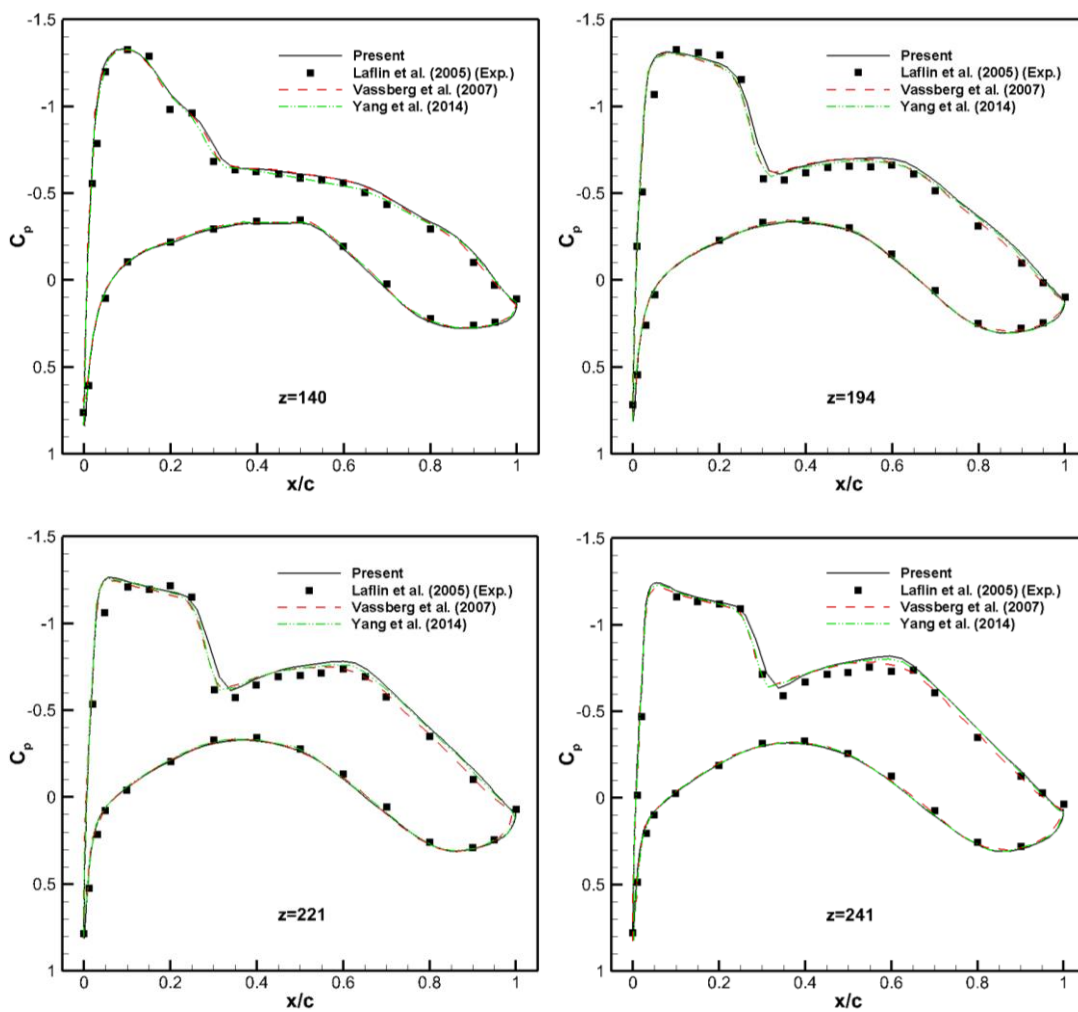 -1.5
-1
-0.5
0
0.5
1
C_p
Present
Laflin et al. (2005) (Exp.)
Vassberg et al. (2007)
Yang et al. (2014)
z=140
0 0.2 0.4 0.6 0.8 1
x/c
-1.5
-1
-0.5
0
0.5
1
C_p
Present
Laflin et al. (2005) (Exp.)
Vassberg et al. (2007)
Yang et al. (2014)
z=194
0 0.2 0.4 0.6 0.8 1
x/c
-1.5
-1
-0.5
0
0.5
1
C_p
Present
Laflin et al. (2005) (Exp.)
Vassberg et al. (2007)
Yang et al. (2014)
z=221
0 0.2 0.4 0.6 0.8 1
x/c
-1.5
-1
-0.5
0
0.5
1
C_p
Present
Laflin et al. (2005) (Exp.)
Vassberg et al. (2007)
Yang et al. (2014)
z=241
0 0.2 0.4 0.6 0.8 1
x/c